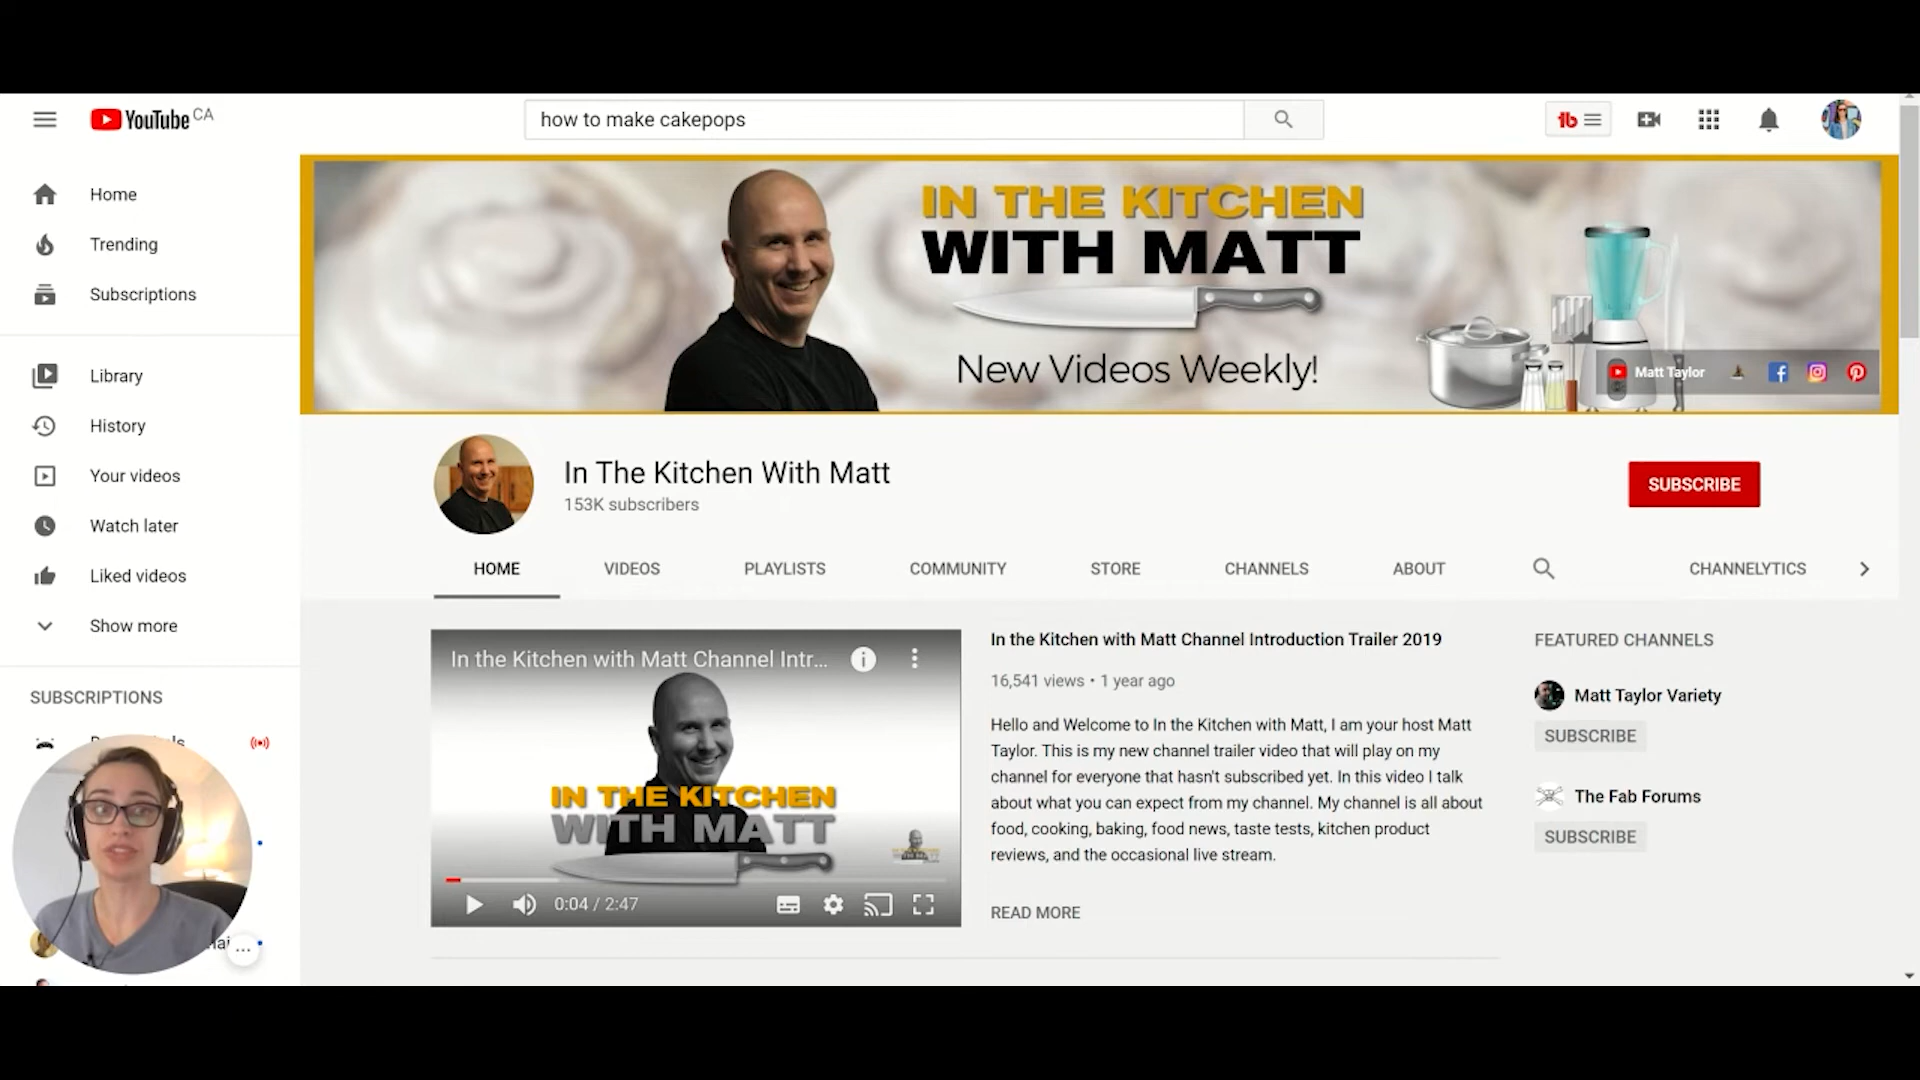 YouTube CA
how to make cakepops
Home
Trending
Subscriptions
Library
History
Your videos
Watch later
Liked videos
Show more
SUBSCRIPTIONS
IN THE KITCHEN
WITH MATT
New Videos Weekly!
Matt Taylor
In The Kitchen With Matt
153K subscribers
SUBSCRIBE
HOME
VIDEOS
PLAYLISTS
COMMUNITY
STORE
CHANNELS
ABOUT
CHANNELYTICS
In the Kitchen with Matt Channel Intr...
IN THE KITCHEN
WITH MATT
0:04 / 2:47
In the Kitchen with Matt Channel Introduction Trailer 2019
16,541 views • 1 year ago
Hello and Welcome to In the Kitchen with Matt, I am your host Matt
Taylor. This is my new channel trailer video that will play on my
channel for everyone that hasn't subscribed yet. In this video I talk
about what you can expect from my channel. My channel is all about
food, cooking, baking, food news, taste tests, kitchen product
reviews, and the occasional live stream.
READ MORE
FEATURED CHANNELS
Matt Taylor Variety
SUBSCRIBE
The Fab Forums
SUBSCRIBE